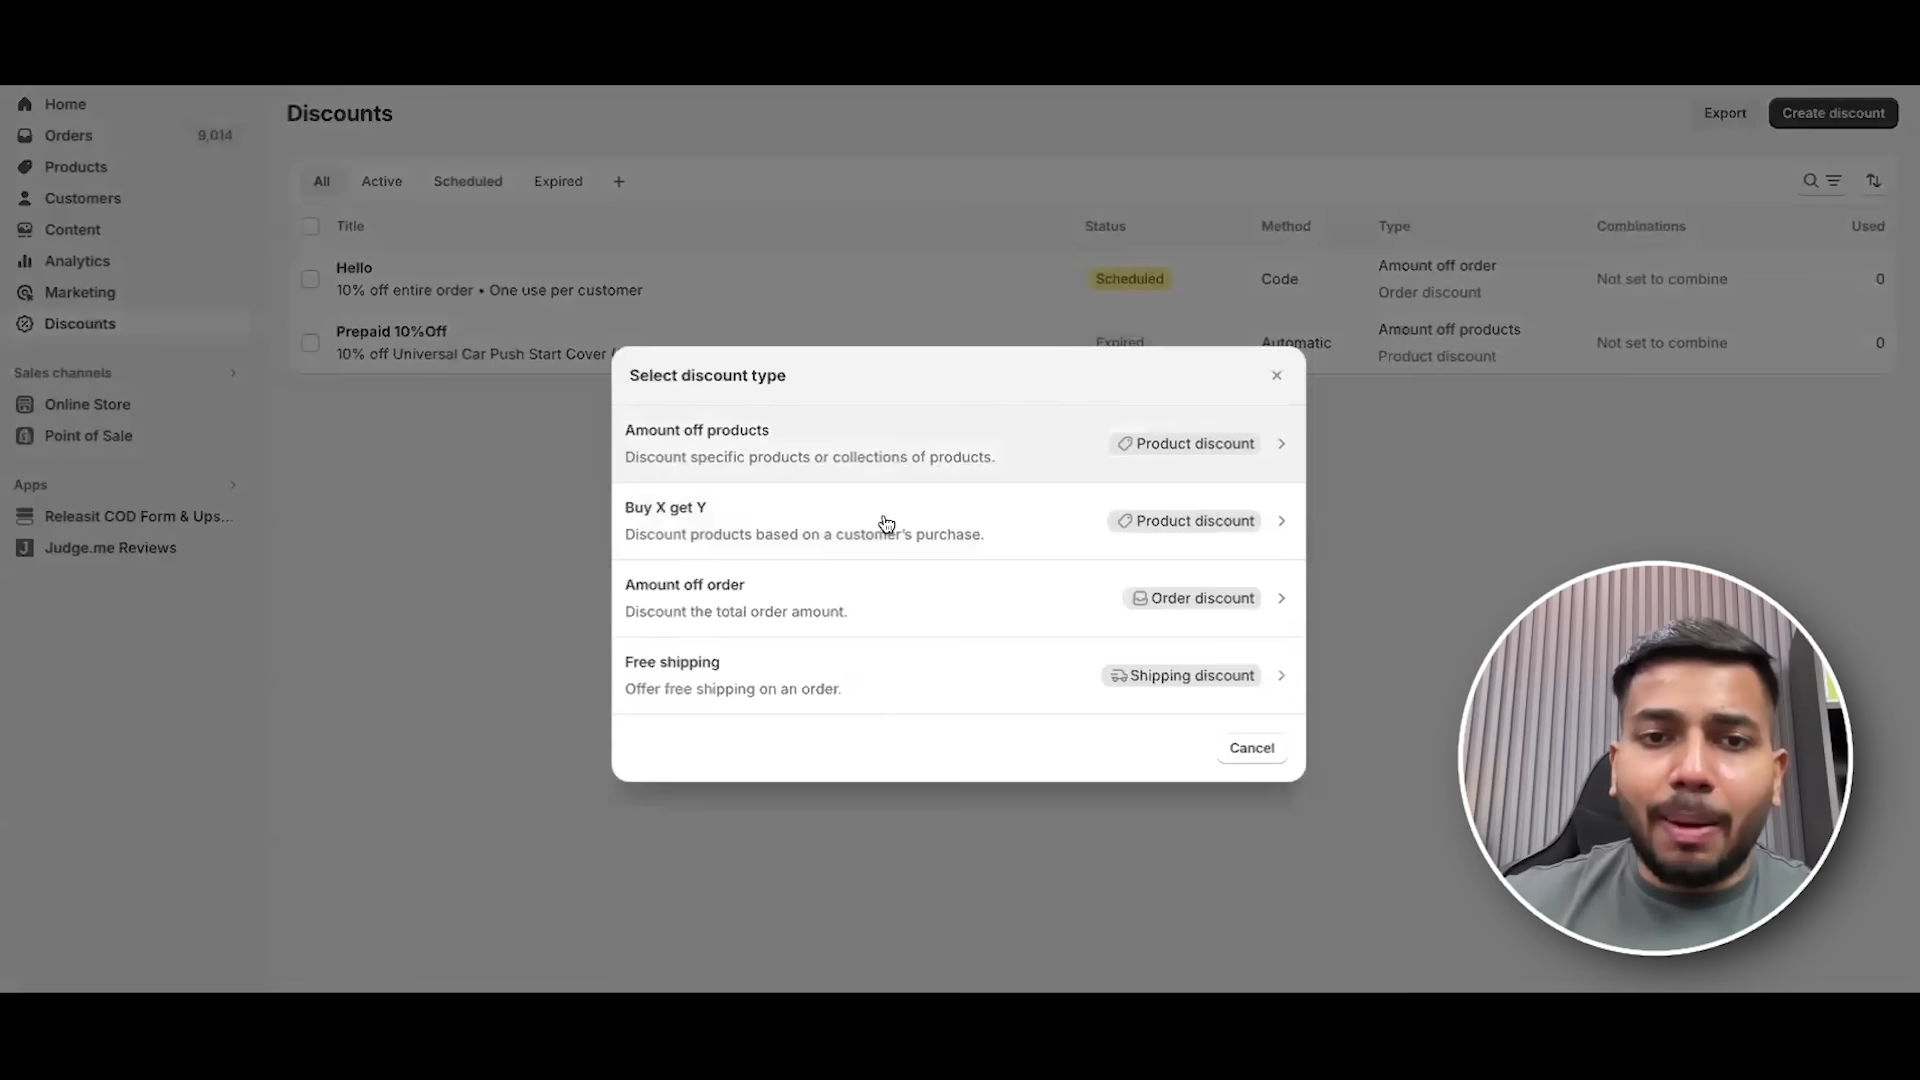 Home
Orders 9,014
Products
Customers
Content
Analytics
Marketing
Discounts
Sales channels
Online Store
Point of Sale
Apps
Releasit COD Form & Ups...
Judge.me Reviews
Discounts
Export
Create discount
All Active Scheduled Expired +
Title Status Method Type Combinations Used
Hello
10% off entire order • One use per customer
Scheduled
Code
Amount off order
Order discount
Not set to combine
0
Prepaid 10%Off
10% off Universal Car Push Start Cover
Expired
Automatic
Amount off products
Product discount
Not set to combine
0
Select discount type
Amount off products
Discount specific products or collections of products.
Product discount
Buy X get Y
Discount products based on a customer's purchase.
Product discount
Amount off order
Discount the total order amount.
Order discount
Free shipping
Offer free shipping on an order.
Shipping discount
Cancel